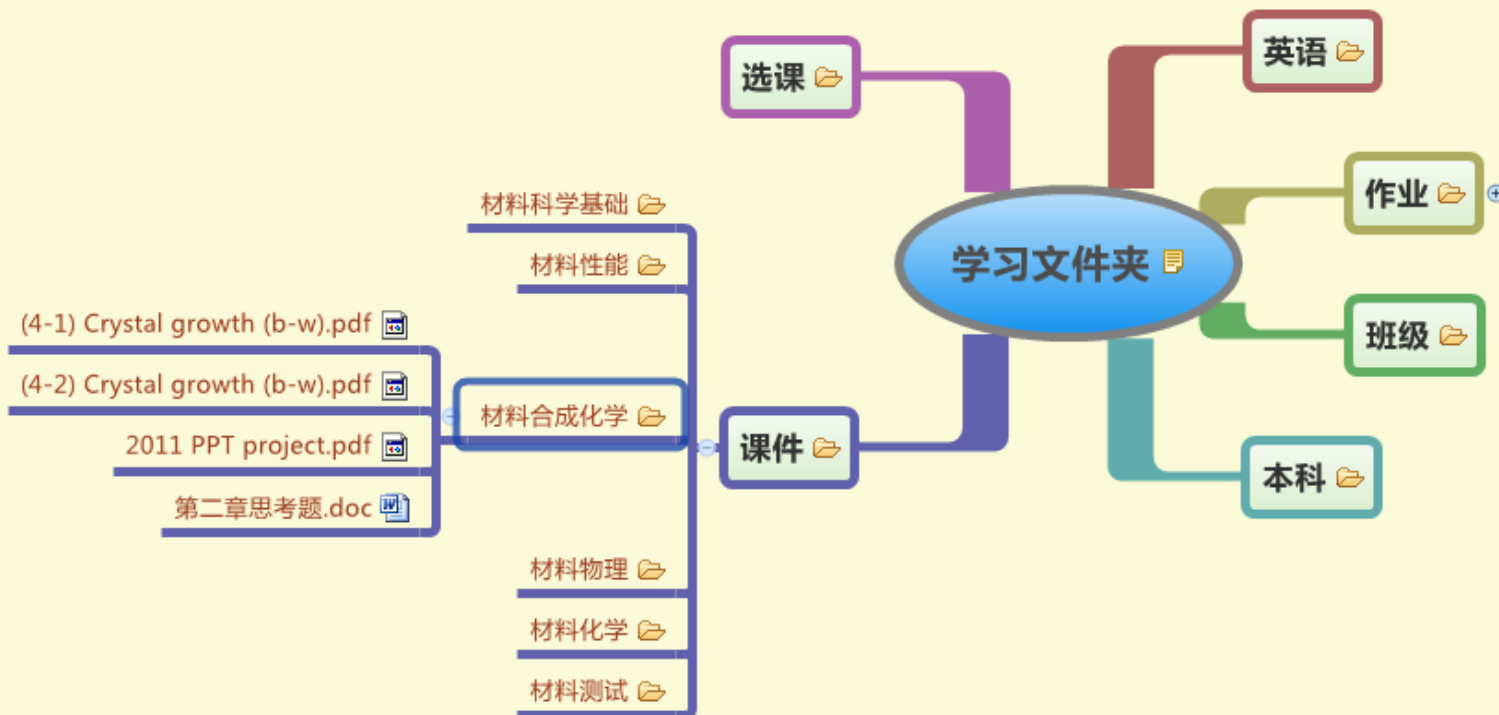 选课
英语
作业
学习文件夹
班级
本科
课件
材料科学基础
材料性能
材料合成化学
(4-1) Crystal growth (b-w).pdf
(4-2) Crystal growth (b-w).pdf
2011 PPT project.pdf
第二章思考题.doc
材料物理
材料化学
材料测试